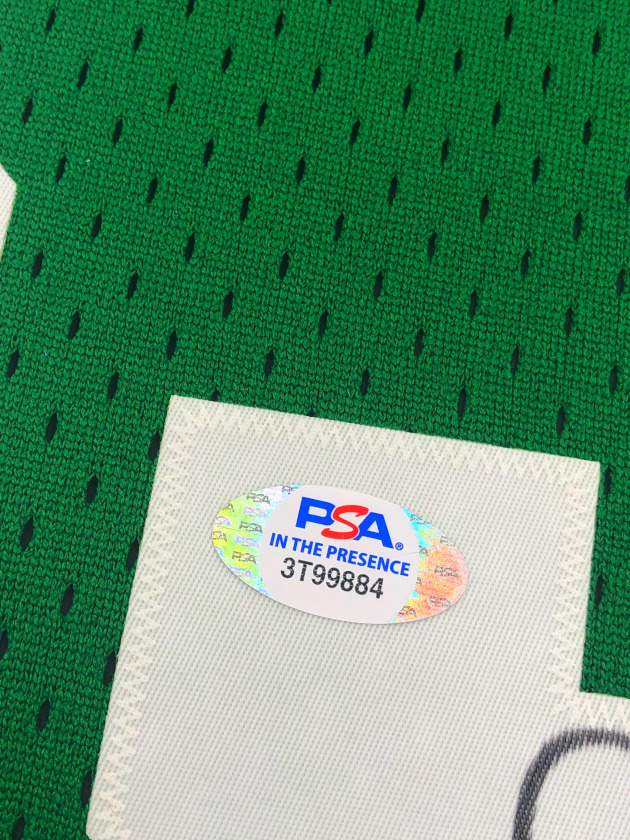 PSA®
IN THE PRESENCE
3T99884